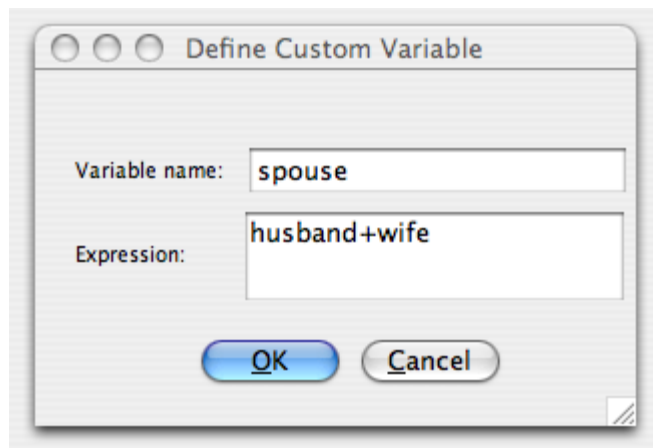 Define Custom Variable
Variable name: spouse
Expression: husband+wife
OK Cancel